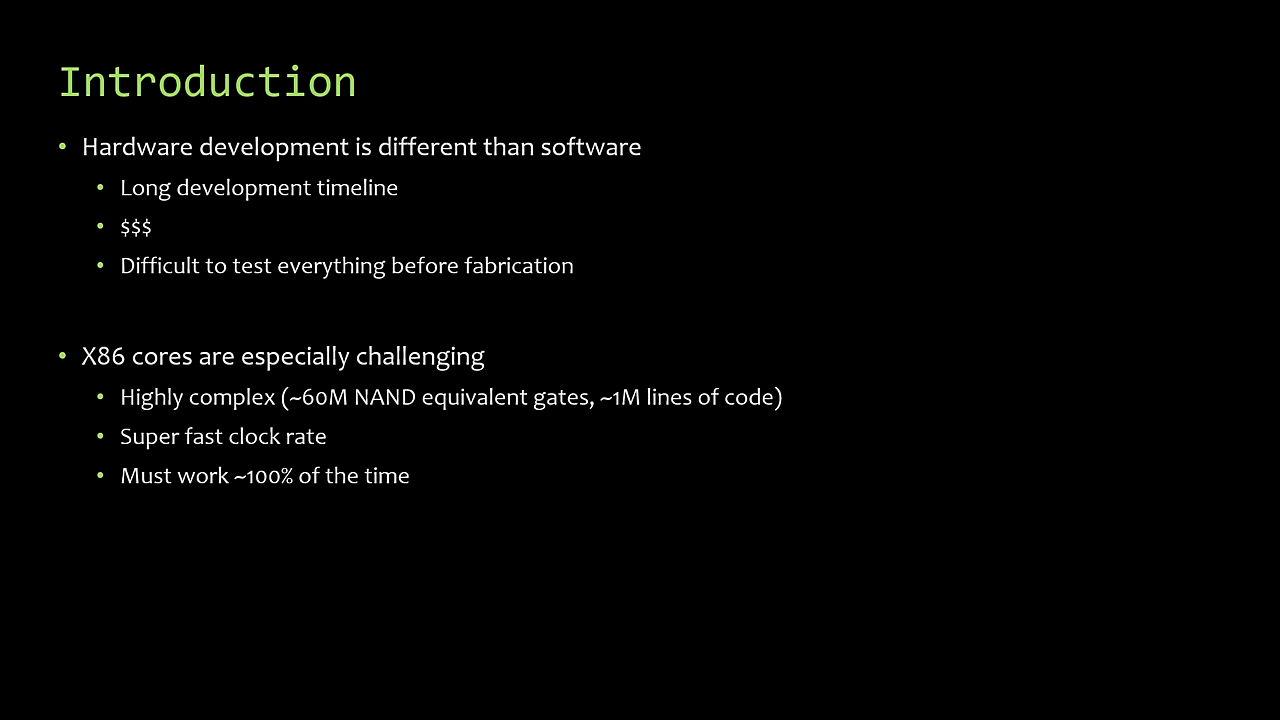 Introduction
• Hardware development is different than software
• Long development timeline
• $$$
• Difficult to test everything before fabrication
• X86 cores are especially challenging
• Highly complex (~60M NAND equivalent gates, ~1M lines of code)
• Super fast clock rate
• Must work ~100% of the time